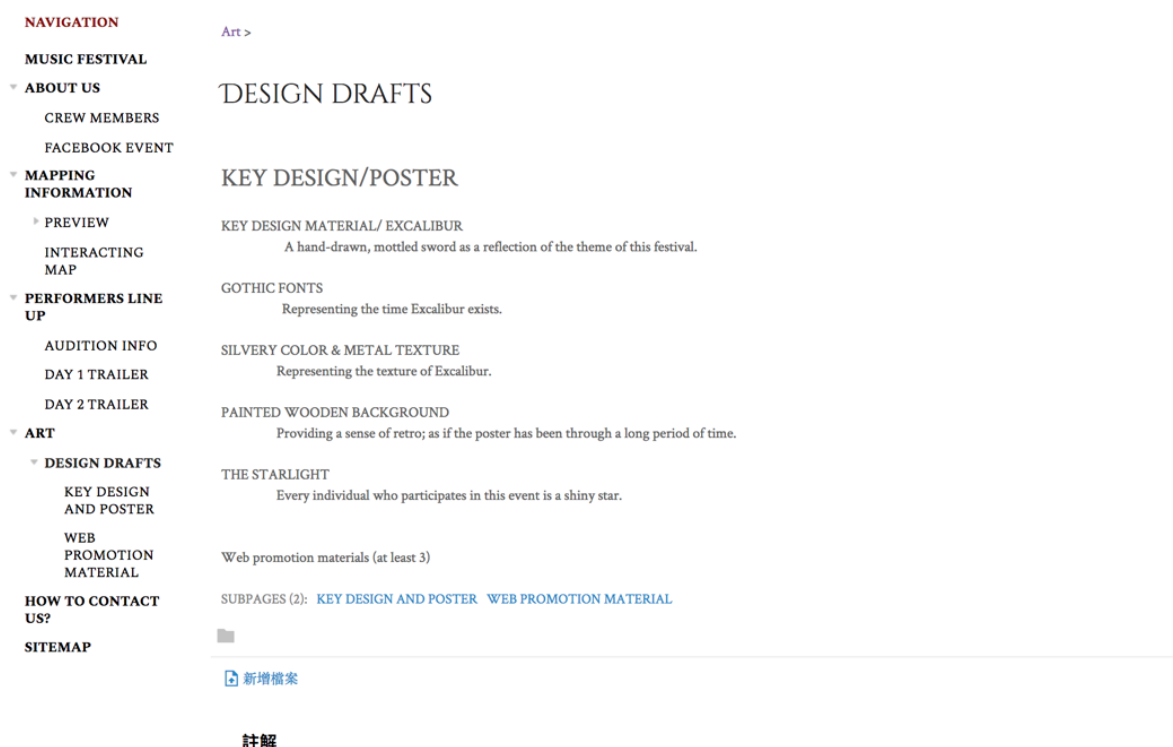 NAVIGATION
MUSIC FESTIVAL
ABOUT US
CREW MEMBERS
FACEBOOK EVENT
MAPPING
INFORMATION
PREVIEW
INTERACTING
MAP
PERFORMERS LINE
UP
AUDITION INFO
DAY 1 TRAILER
DAY 2 TRAILER
ART
DESIGN DRAFTS
KEY DESIGN
AND POSTER
WEB
PROMOTION
MATERIAL
HOW TO CONTACT
US?
SITEMAP
Art >
DESIGN DRAFTS
KEY DESIGN/POSTER
KEY DESIGN MATERIAL/ EXCALIBUR
A hand-drawn, mottled sword as a reflection of the theme of this festival.
GOTHIC FONTS
Representing the time Excalibur exists.
SILVERY COLOR & METAL TEXTURE
Representing the texture of Excalibur.
PAINTED WOODEN BACKGROUND
Providing a sense of retro; as if the poster has been through a long period of time.
THE STARLIGHT
Every individual who participates in this event is a shiny star.
Web promotion materials (at least 3)
SUBPAGES (2): KEY DESIGN AND POSTER WEB PROMOTION MATERIAL
新增檔案
註解